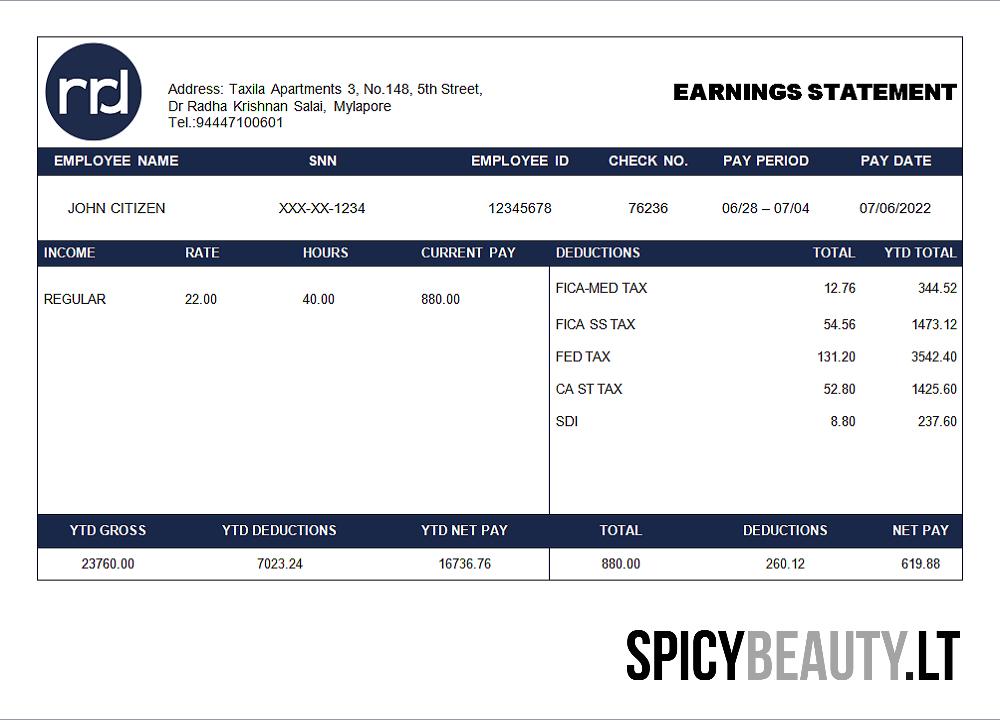 rrd
Address: Taxila Apartments 3, No.148, 5th Street,
Dr Radha Krishnan Salai, Mylapore
Tel.:94447100601
EARNINGS STATEMENT
EMPLOYEE NAME SNN EMPLOYEE ID CHECK NO. PAY PERIOD PAY DATE
JOHN CITIZEN XXX-XX-1234 12345678 76236 06/28 – 07/04 07/06/2022
INCOME RATE HOURS CURRENT PAY DEDUCTIONS TOTAL YTD TOTAL
REGULAR 22.00 40.00 880.00
FICA-MED TAX 12.76 344.52
FICA SS TAX 54.56 1473.12
FED TAX 131.20 3542.40
CA ST TAX 52.80 1425.60
SDI 8.80 237.60
YTD GROSS YTD DEDUCTIONS YTD NET PAY TOTAL DEDUCTIONS NET PAY
23760.00 7023.24 16736.76 880.00 260.12 619.88
SPICYBEAUTY.LT